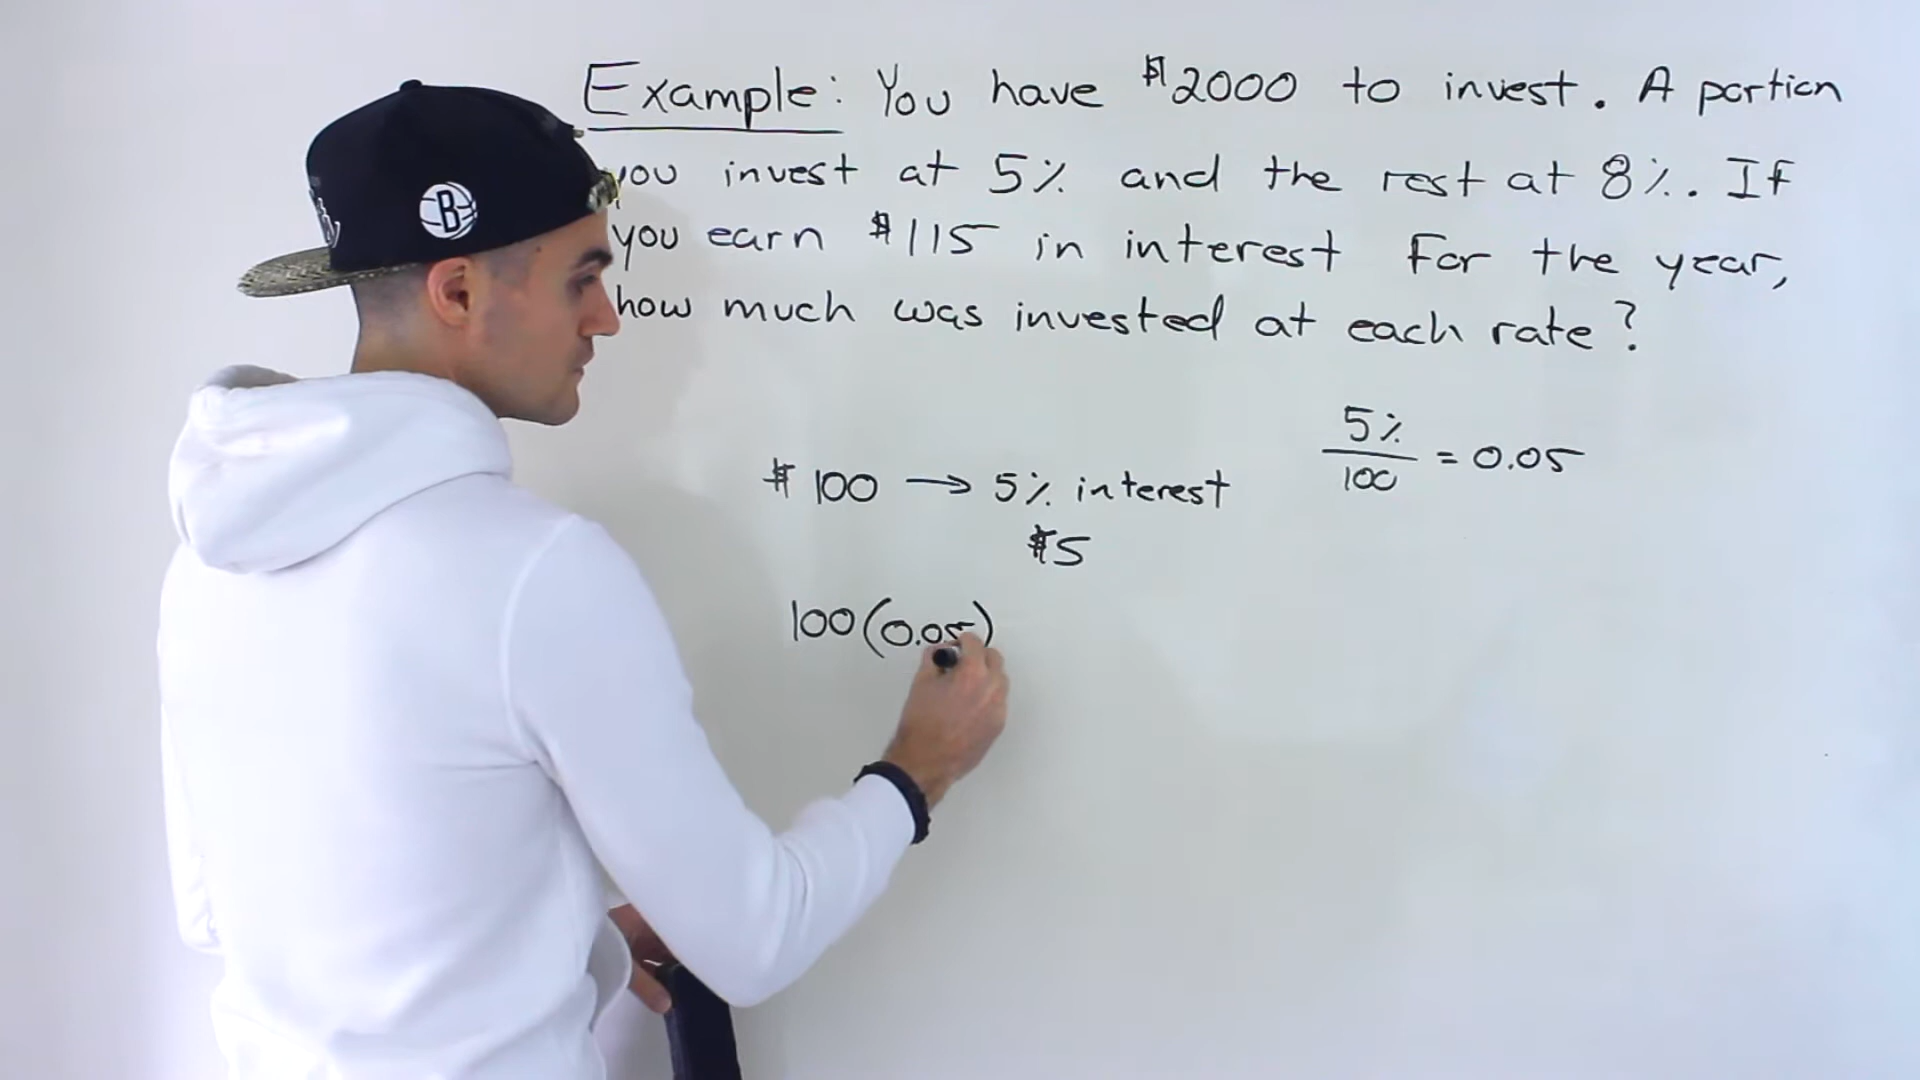 Example: You have $2000 to invest. A portion
you invest at 5% and the rest at 8%. If
you earn $115 in interest for the year,
how much was invested at each rate?
5%
100
= 0.05
$100 → 5% interest
$5
100(0.05)
B